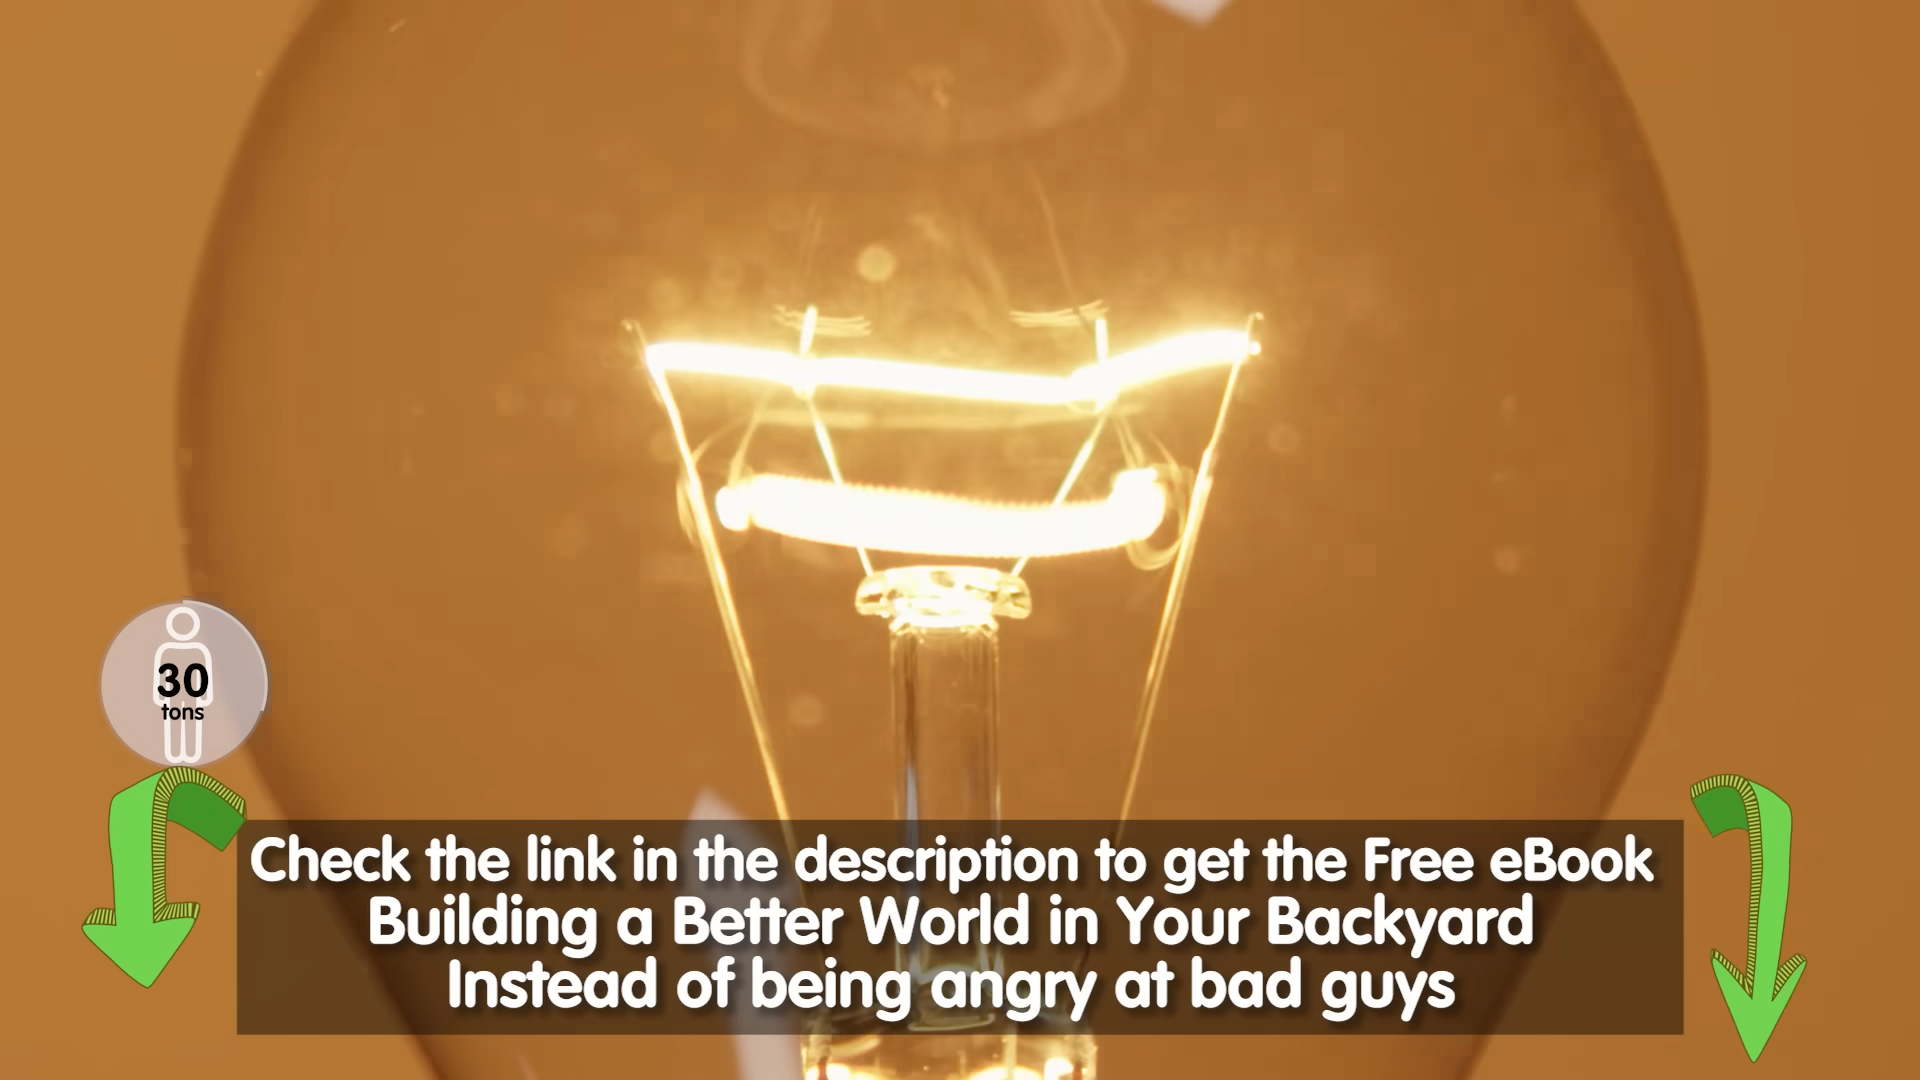 30
tons
Check the link in the description to get the Free eBook
Building a Better World in Your Backyard
Instead of being angry at bad guys